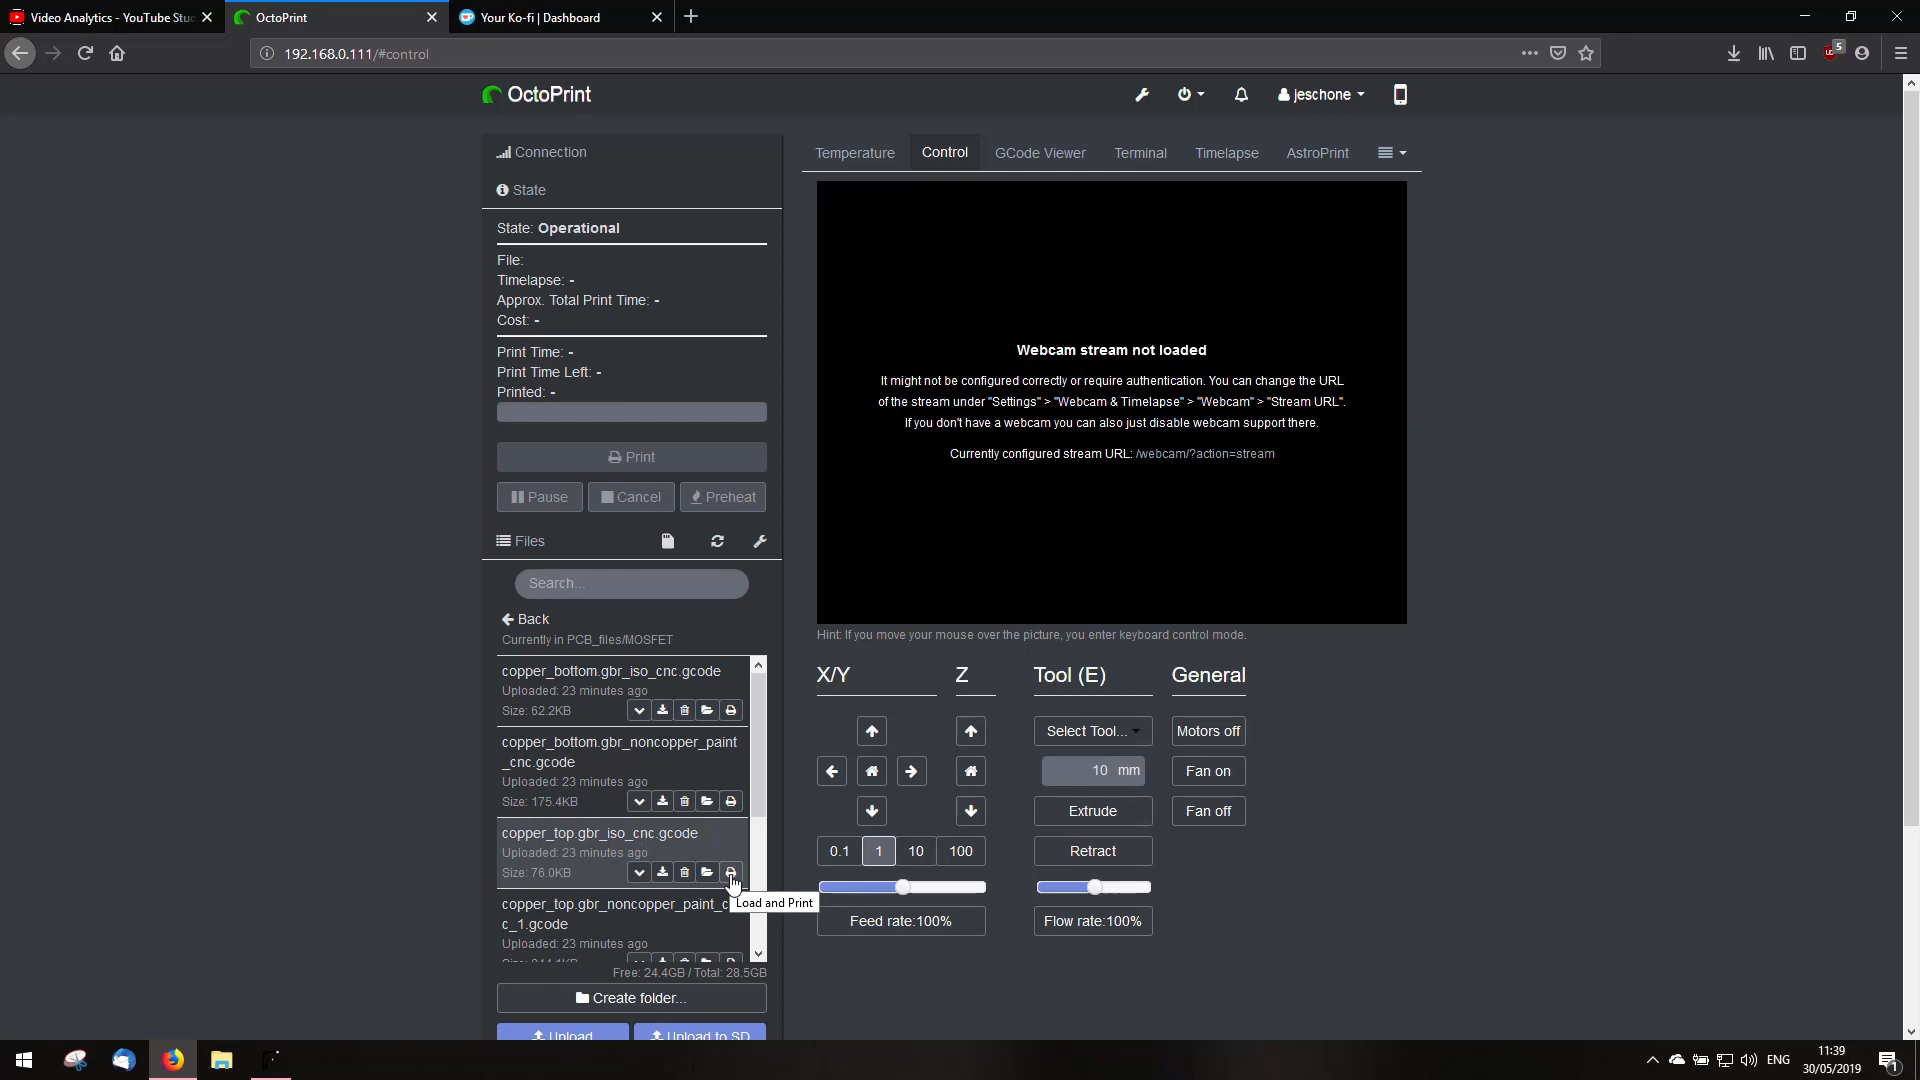 Video Analytics - YouTube Stu
OctoPrint
Your Ko-fi | Dashboard
192.168.0.111/#control
5
OctoPrint
jeschone
Connection
State
State: Operational
File:
Timelapse: -
Approx. Total Print Time: -
Cost: -
Print Time: -
Print Time Left: -
Printed: -
Print
Pause
Cancel
Preheat
Files
Search...
Back
Currently in PCB_files/MOSFET
copper_bottom.gbr_iso_cnc.gcode
Uploaded: 23 minutes ago
Size: 62.2KB
copper_bottom.gbr_noncopper_paint
_cnc.gcode
Uploaded: 23 minutes ago
Size: 175.4KB
copper_top.gbr_iso_cnc.gcode
Uploaded: 23 minutes ago
Size: 76.0KB
Load and Print
copper_top.gbr_noncopper_paint_c
c_1.gcode
Uploaded: 23 minutes ago
Free: 24.4GB / Total: 28.5GB
Create folder...
Upload
Upload to SD
Temperature
Control
GCode Viewer
Terminal
Timelapse
AstroPrint
Webcam stream not loaded
It might not be configured correctly or require authentication. You can change the URL
of the stream under "Settings" > "Webcam & Timelapse" > "Webcam" > "Stream URL".
If you don't have a webcam you can also just disable webcam support there.
Currently configured stream URL: /webcam/?action=stream
Hint: If you move your mouse over the picture, you enter keyboard control mode.
X/Y
Z
Tool (E)
General
Select Tool...
Motors off
10 mm
Fan on
Extrude
Fan off
0.1
1
10
100
Retract
Feed rate:100%
Flow rate:100%
ENG
11:39
30/05/2019
1